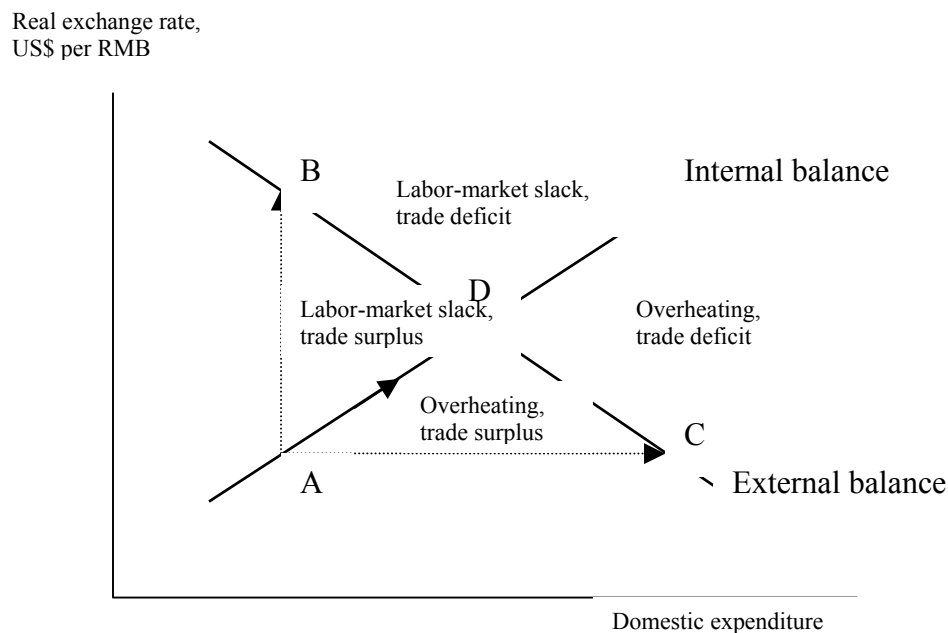 Real exchange rate,
US$ per RMB
B
Internal balance
Labor-market slack,
trade deficit
D
Labor-market slack,
trade surplus
Overheating,
trade deficit
Overheating,
trade surplus
C
A
External balance
Domestic expenditure